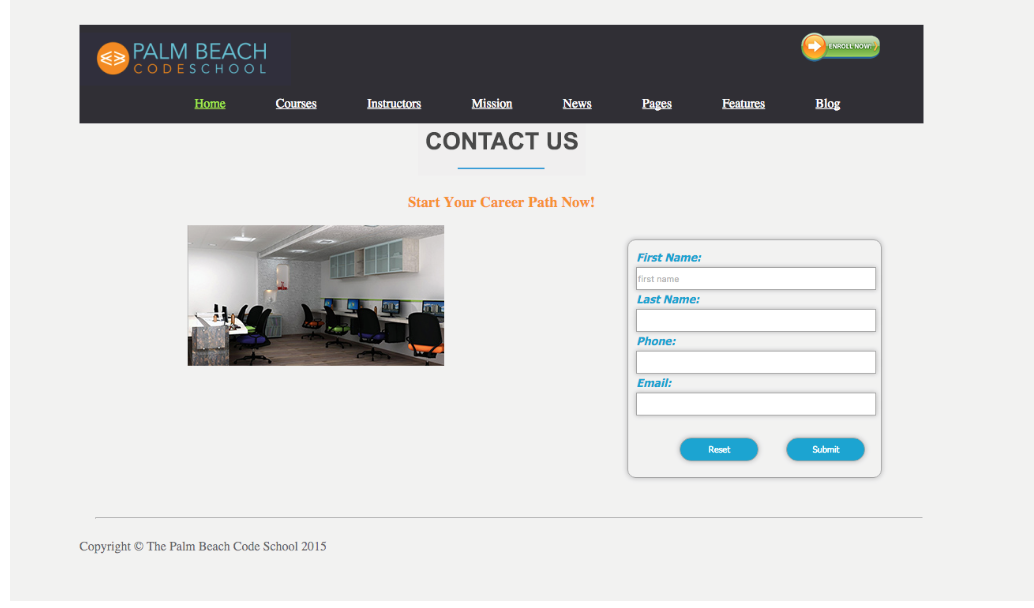 PALM BEACH
CODESCHOOL
ENROLL NOW!
Home Courses Instructors Mission News Pages Features Blog
CONTACT US
Start Your Career Path Now!
First Name:
first name
Last Name:
Phone:
Email:
Reset Submit
Copyright © The Palm Beach Code School 2015